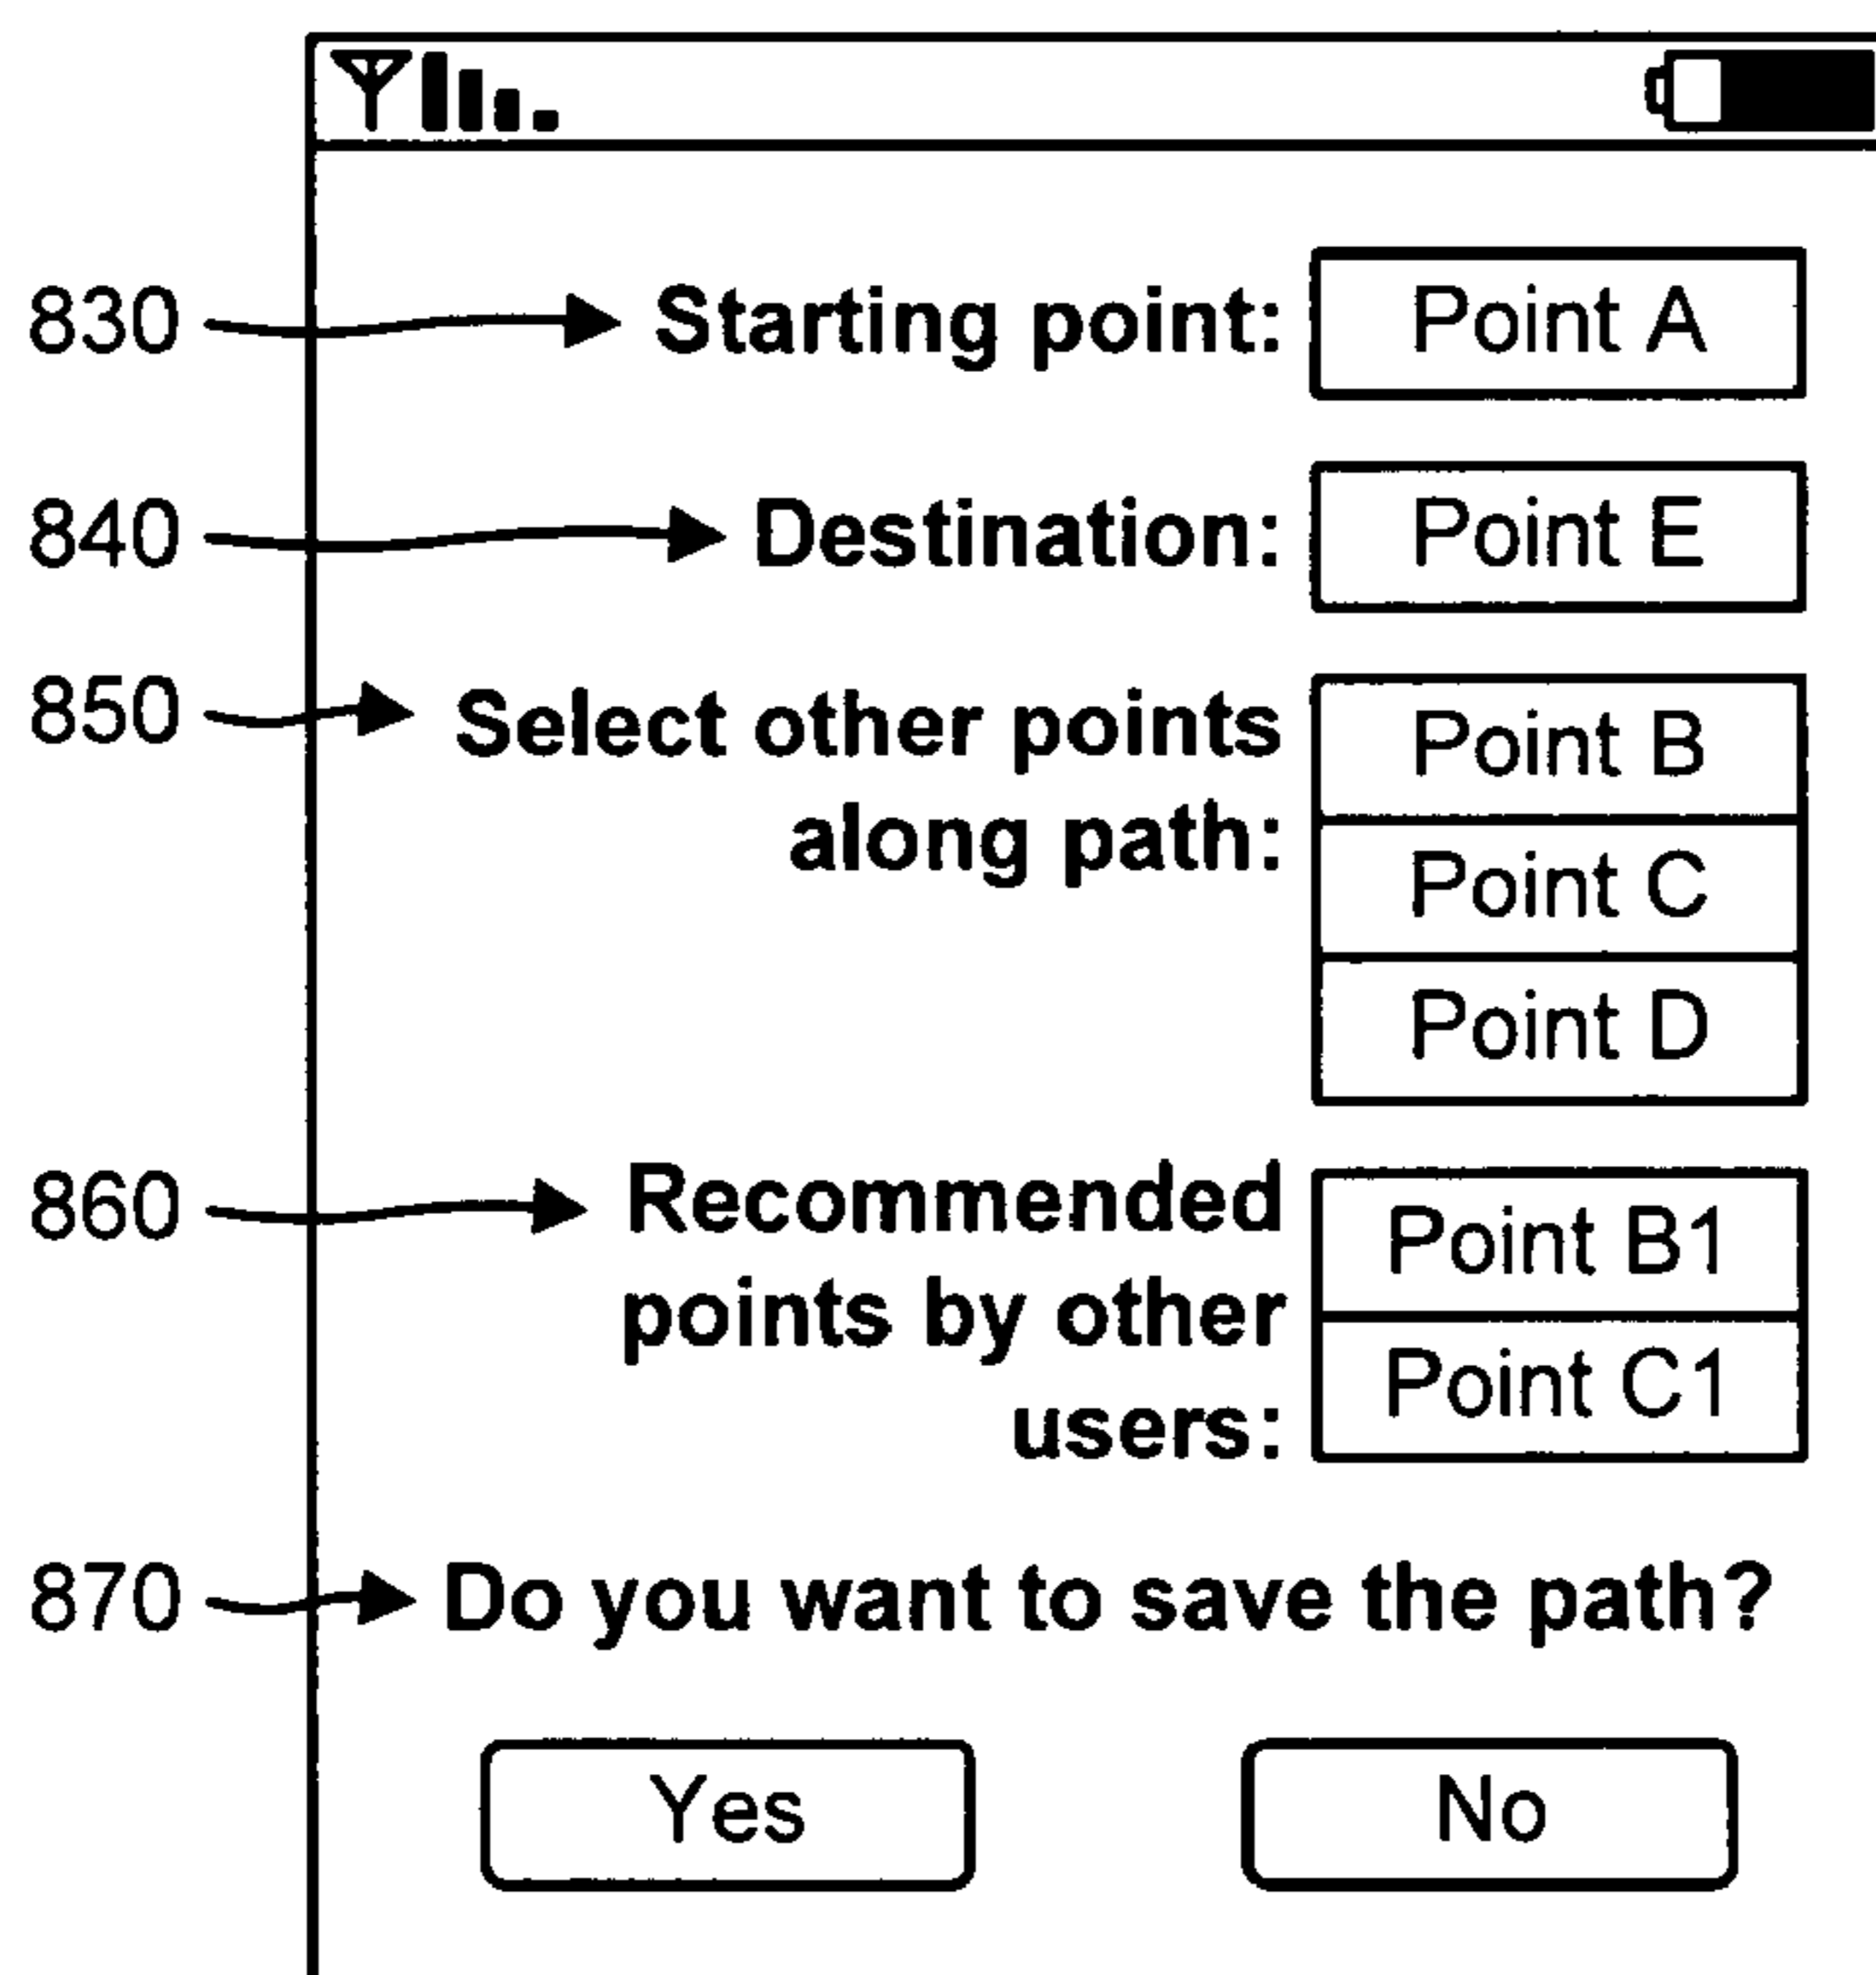 830 Starting point: Point A
840 Destination: Point E
850 Select other points Point B
along path: Point C
Point D
860 Recommended Point B1
points by other
users: Point C1
870 Do you want to save the path?
Yes No